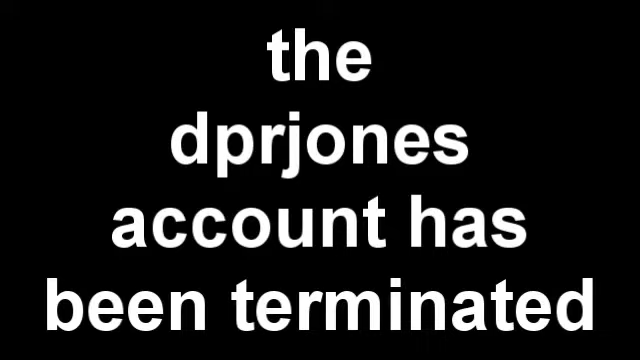 the
dprjones
account has
been terminated